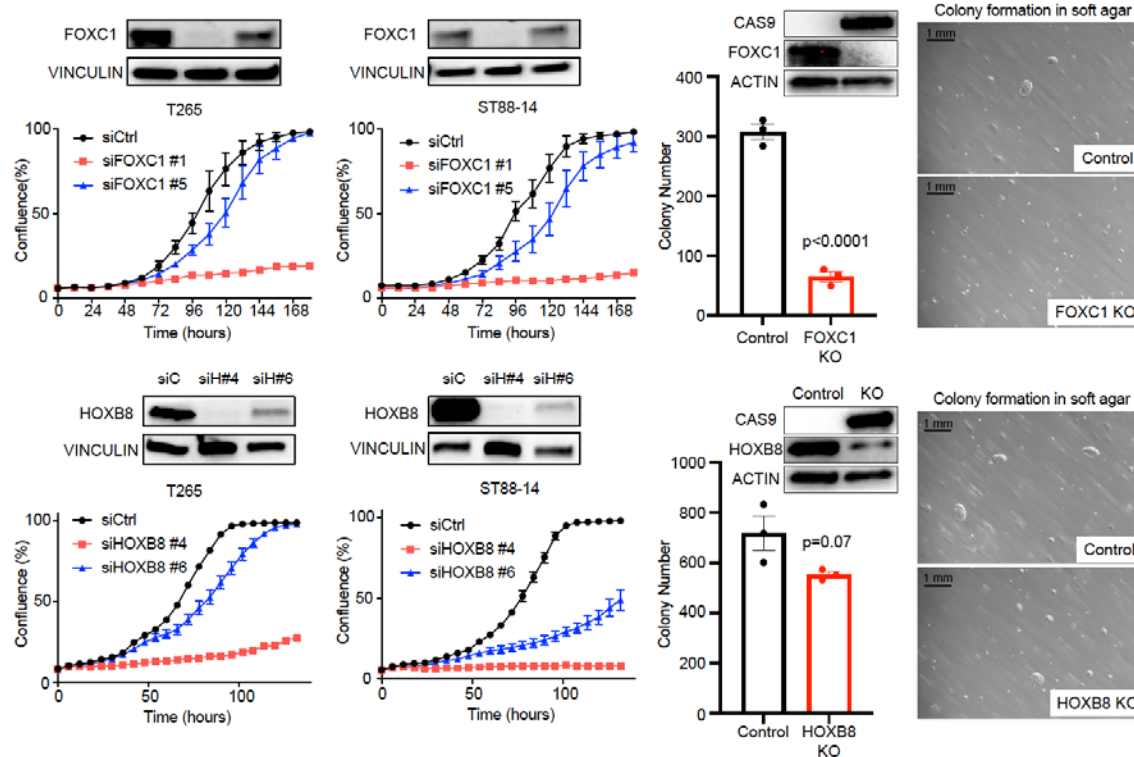 FOXC1
VINCULIN
T265
siCtrl
siFOXC1 #1
siFOXC1 #5
Confluence(%)
100
50
0
0 24 48 72 96 120 144 168
Time (hours)
FOXC1
VINCULIN
ST88-14
siCtrl
siFOXC1 #1
siFOXC1 #5
Confluence(%)
100
50
0
0 24 48 72 96 120 144 168
Time (hours)
CAS9
FOXC1
ACTIN
Colony Number
400
300
200
100
0
p<0.0001
Control
FOXC1
KO
Colony formation in soft agar
1 mm
Control
1 mm
FOXC1 KO
siC siH#4 siH#6
HOXB8
VINCULIN
T265
siCtrl
siHOXB8 #4
siHOXB8 #6
Confluence (%)
100
50
0
0 50 100
Time (hours)
siC siH#4 siH#6
HOXB8
VINCULIN
ST88-14
siCtrl
siHOXB8 #4
siHOXB8 #6
Confluence (%)
100
50
0
0 50 100
Time (hours)
Control KO
CAS9
HOXB8
ACTIN
Colony Number
1000
800
600
400
200
0
p=0.07
Control
HOXB8
KO
Colony formation in soft agar
1 mm
Control
1 mm
HOXB8 KO